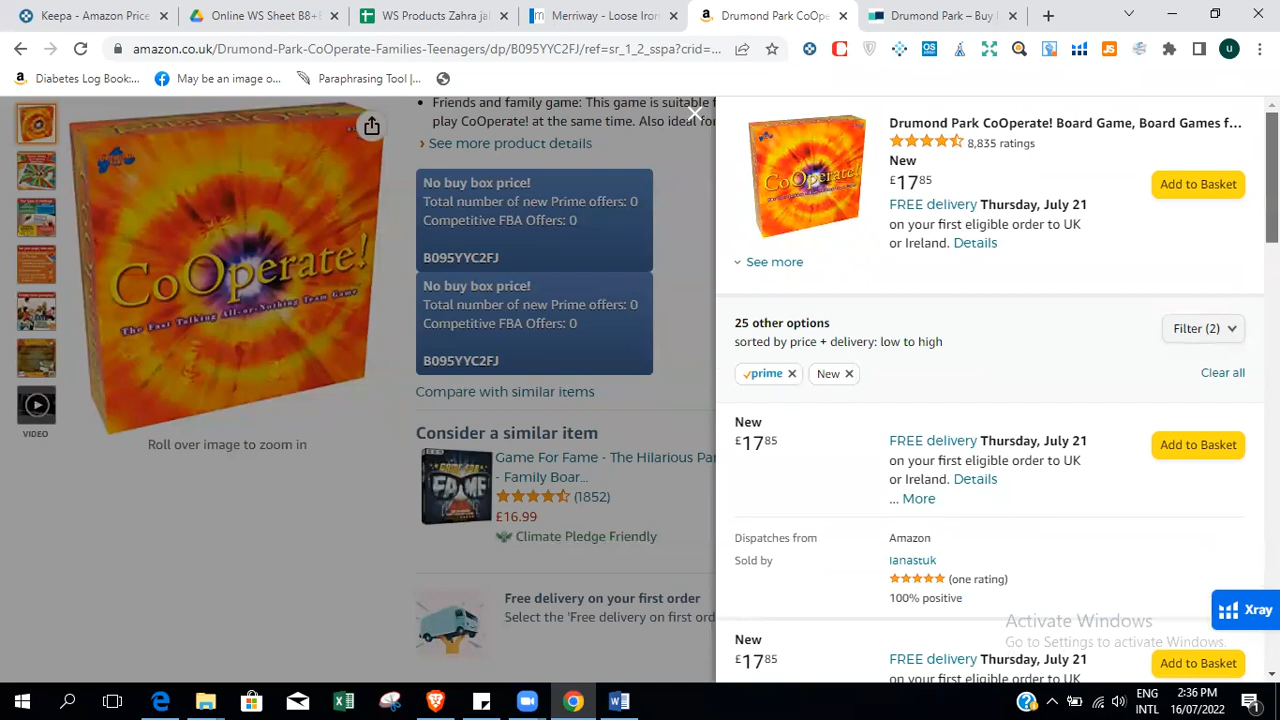 Keepa - Amazon Price
Online WS Sheet B8+E
WS Products Zahra jal
Merriway - Loose Iron
Drumond Park CoOpe
Drumond Park – Buy I
amazon.co.uk/Drumond-Park-CoOperate-Families-Teenagers/dp/B095YYC2FJ/ref=sr_1_2_sspa?crid=...
Diabetes Log Book:...
May be an image o...
Paraphrasing Tool |...
Friends and family game: This game is suitable f
play CoOperate! at the same time. Also ideal for
See more product details
No buy box price!
Total number of new Prime offers: 0
Competitive FBA Offers: 0
B095YYC2FJ
No buy box price!
Total number of new Prime offers: 0
Competitive FBA Offers: 0
B095YYC2FJ
Compare with similar items
CoOperate!
The Fast Talking All-or-Nothing Team Game
VIDEO
Roll over image to zoom in
Consider a similar item
FAME
Game For Fame - The Hilarious Par
- Family Boar...
(1852)
£16.99
Climate Pledge Friendly
Free delivery on your first order
Select the 'Free delivery on first ord
CoOperate!
Drumond Park CoOperate! Board Game, Board Games f...
8,835 ratings
New
£17.85
FREE delivery Thursday, July 21
on your first eligible order to UK
or Ireland. Details
Add to Basket
See more
25 other options
sorted by price + delivery: low to high
Filter (2)
prime
New
Clear all
New
£17.85
FREE delivery Thursday, July 21
on your first eligible order to UK
or Ireland. Details
... More
Add to Basket
Dispatches from Amazon
Sold by Ianastuk
(one rating)
100% positive
Xray
Activate Windows
Go to Settings to activate Windows.
New
£17.85
FREE delivery Thursday, July 21
on your first eligible order to UK
Add to Basket
ENG
INTL
2:36 PM
16/07/2022